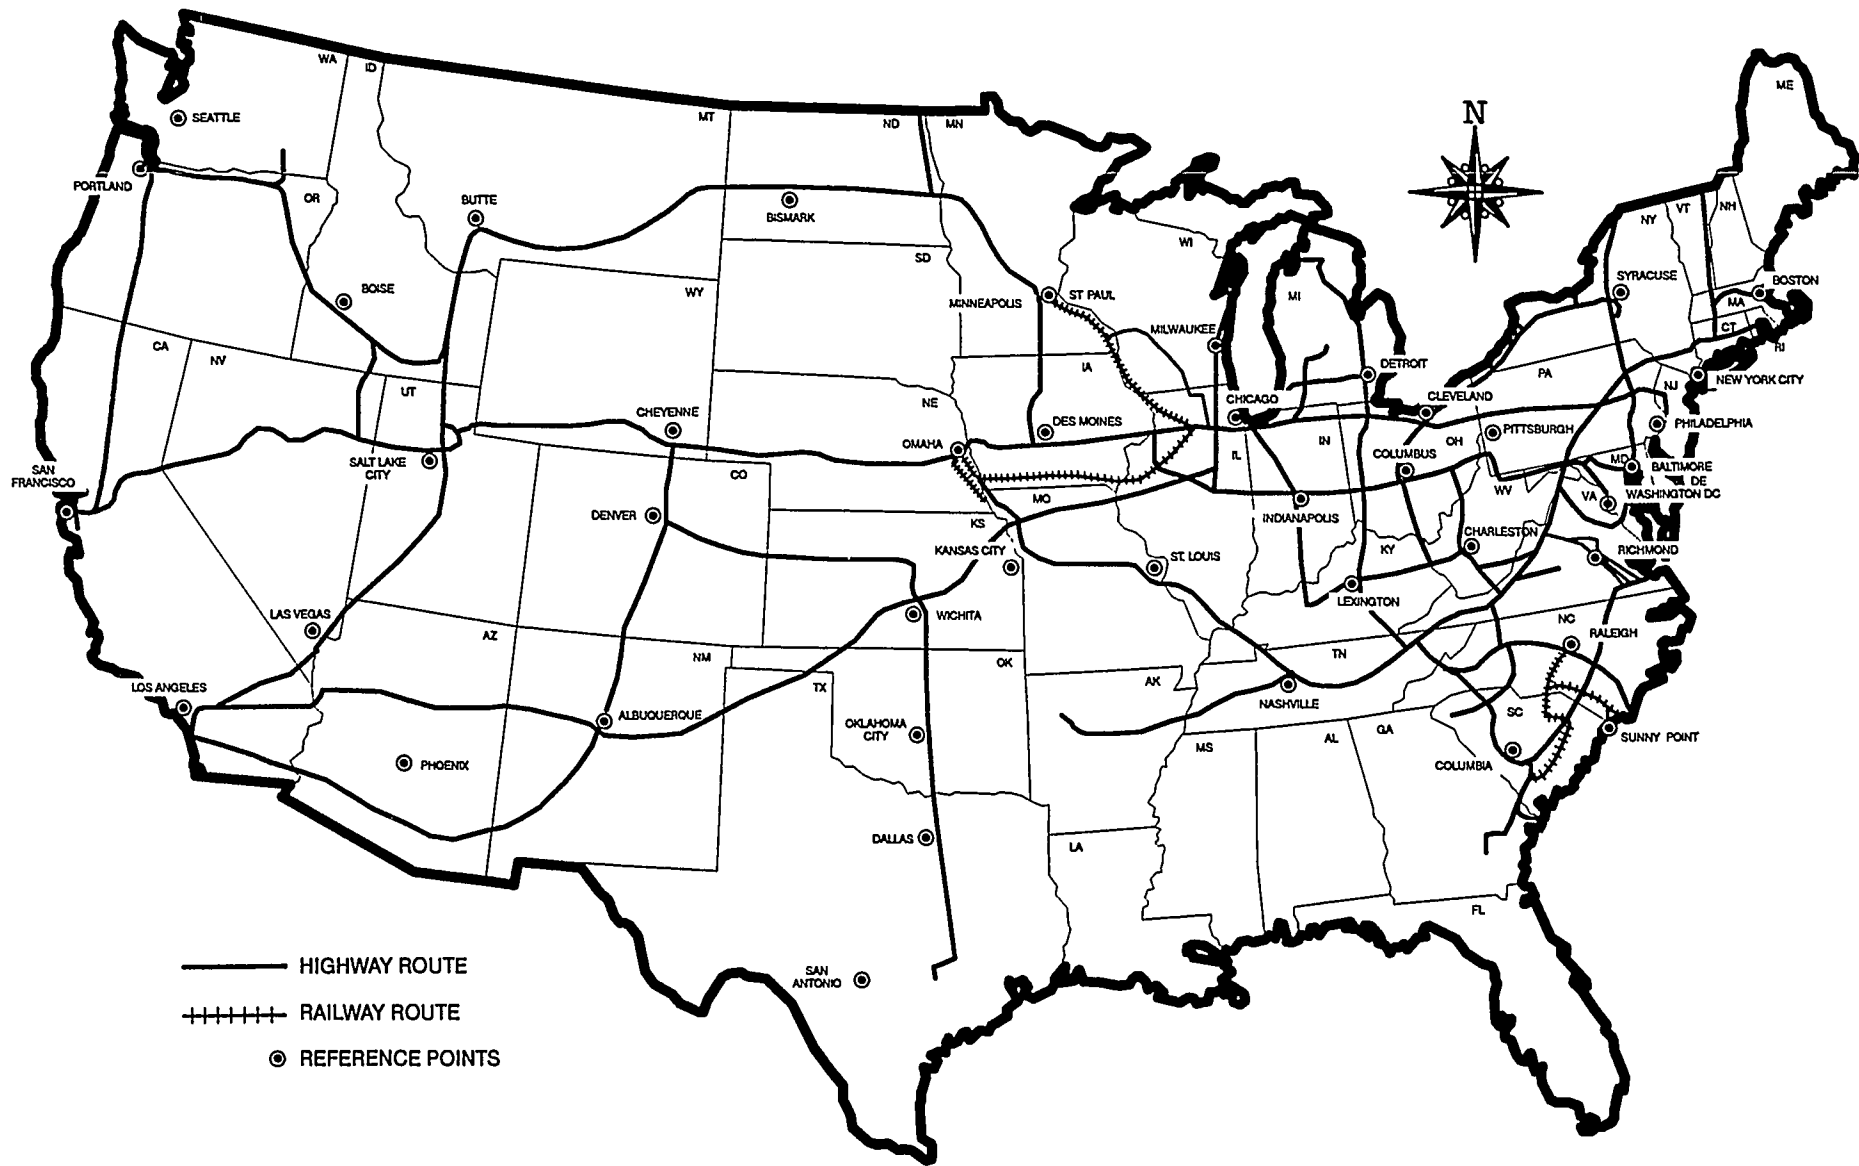 N
ME
WA
ID
MT
ND
MN
SEATTLE
PORTLAND
OR
BUTTE
BISMARK
NY
VT
NH
WI
SD
BOISE
WY
MINNEAPOLIS
ST PAUL
MI
SYRACUSE
BOSTON
MA
CT
RI
MILWAUKEE
CA
NV
UT
IA
DETROIT
PA
NJ
NEW YORK CITY
NE
CHICAGO
CLEVELAND
CHEYENNE
DES MOINES
PHILADELPHIA
OMAHA
IN
OH
PITTSBURGH
SALT LAKE
CITY
IL
COLUMBUS
MD
BALTIMORE
DE
SAN
FRANCISCO
CO
MO
WV
VA
WASHINGTON DC
DENVER
KS
INDIANAPOLIS
KANSAS CITY
ST. LOUIS
KY
CHARLESTON
RICHMOND
LAS VEGAS
WICHITA
LEXINGTON
NC
RALEIGH
AZ
NM
OK
TN
LOS ANGELES
TX
AK
NASHVILLE
SC
ALBUQUERQUE
OKLAHOMA
CITY
MS
AL
GA
SUNNY POINT
PHOENIX
COLUMBIA
DALLAS
LA
FL
SAN
ANTONIO
HIGHWAY ROUTE
RAILWAY ROUTE
REFERENCE POINTS